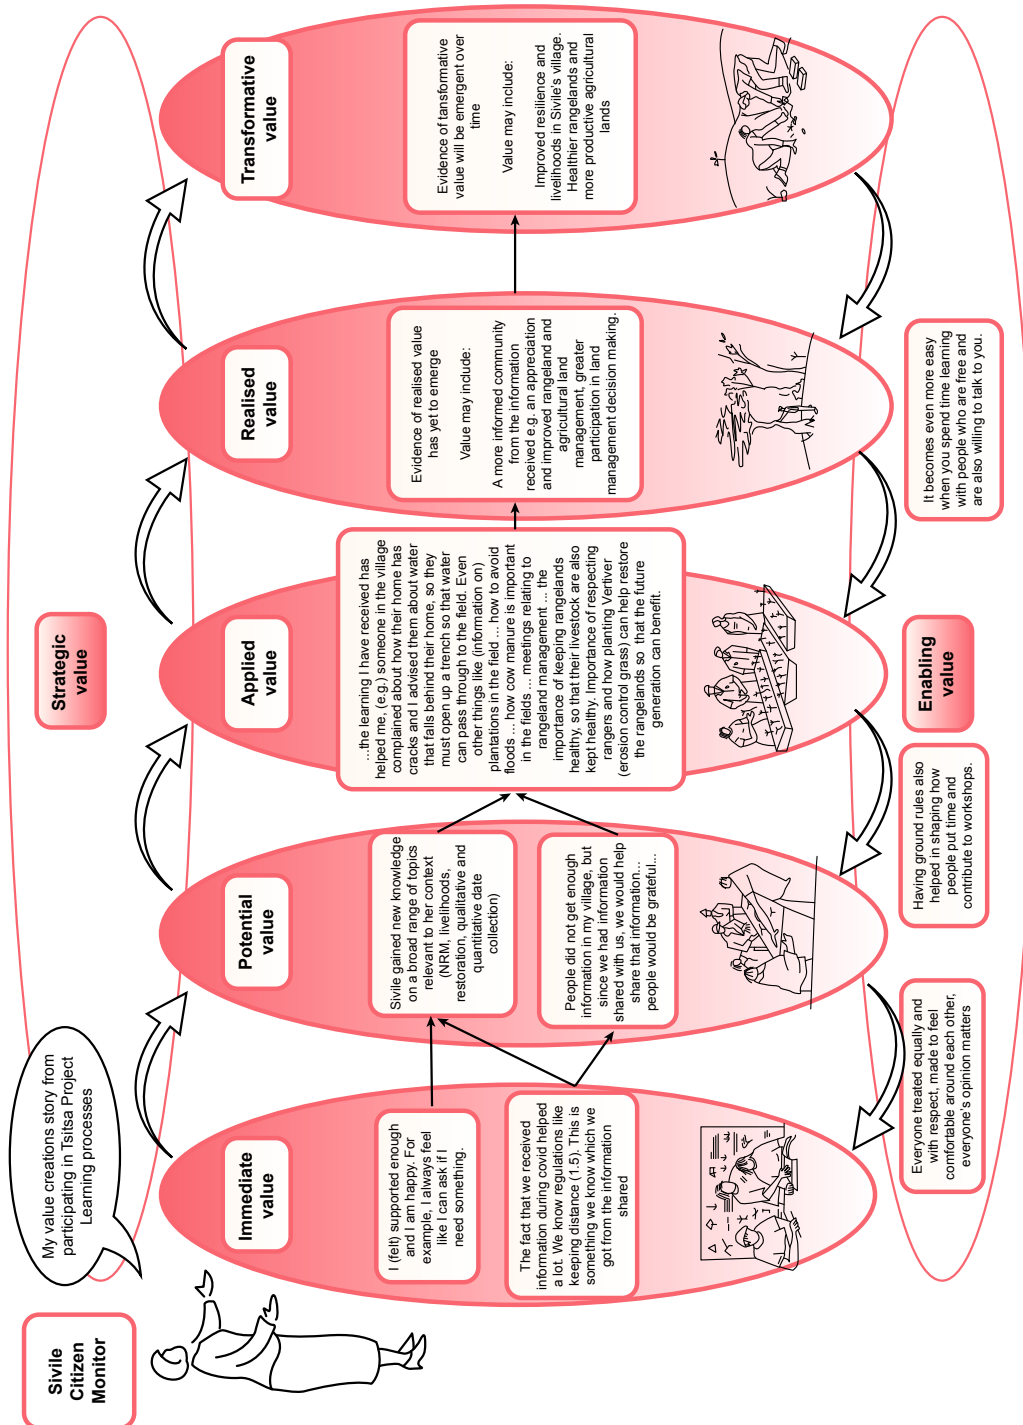 Sivile
Citizen
Monitor
My value creations story from
participating in Tsitsa Project
Learning processes
Strategic
value
Immediate
value
I (felt) supported enough
and I am happy. For
example, I always feel
like I can ask if I
need something.
The fact that we received
information during covid helped
a lot. We know regulations like
keeping distance (1.5). This is
something we know which we
got from the information
shared
Potential
value
Sivile gained new knowledge
on a broad range of topics
relevant to her context
(NRM, livelihoods,
restoration, qualitative and
quantitative date
collection)
People did not get enough
information in my village, but
since we had information
shared with us, we would help
share that information...
people would be grateful...
Applied
value
...the learning I have received has
helped me, (e.g.) someone in the village
complained about how their home has
cracks and I advised them about water
that falls behind their home, so they
must open up a trench so that water
can pass through to the field. Even
other things like (information on)
plantations in the field ... how to avoid
floods ... how cow manure is important
in the fields ... meetings relating to
rangeland management ... the
importance of keeping rangelands
healthy, so that their livestock are also
kept healthy. Importance of respecting
rangers and how planting Vertiver
(erosion control grass) can help restore
the rangelands so 'that the future
generation can benefit.
Realised
value
Evidence of realised value
has yet to emerge
Value may include:
A more informed community
from the information
received e.g. an appreciation
and improved rangeland and
agricultural land
management, greater
participation in land
management decision making.
Transformative
value
Evidence of tansformative
value will be emergent over
time
Value may include:
Improved resilience and
livelihoods in Sivile's village.
Healthier rangelands and
more productive agricultural
lands
Everyone treated equally and
with respect, made to feel
comfortable around each other,
everyone's opinion matters
Having ground rules also
helped in shaping how
people put time and
contribute to workshops.
Enabling
value
It becomes even more easy
when you spend time learning
with people who are free and
are also willing to talk to you.